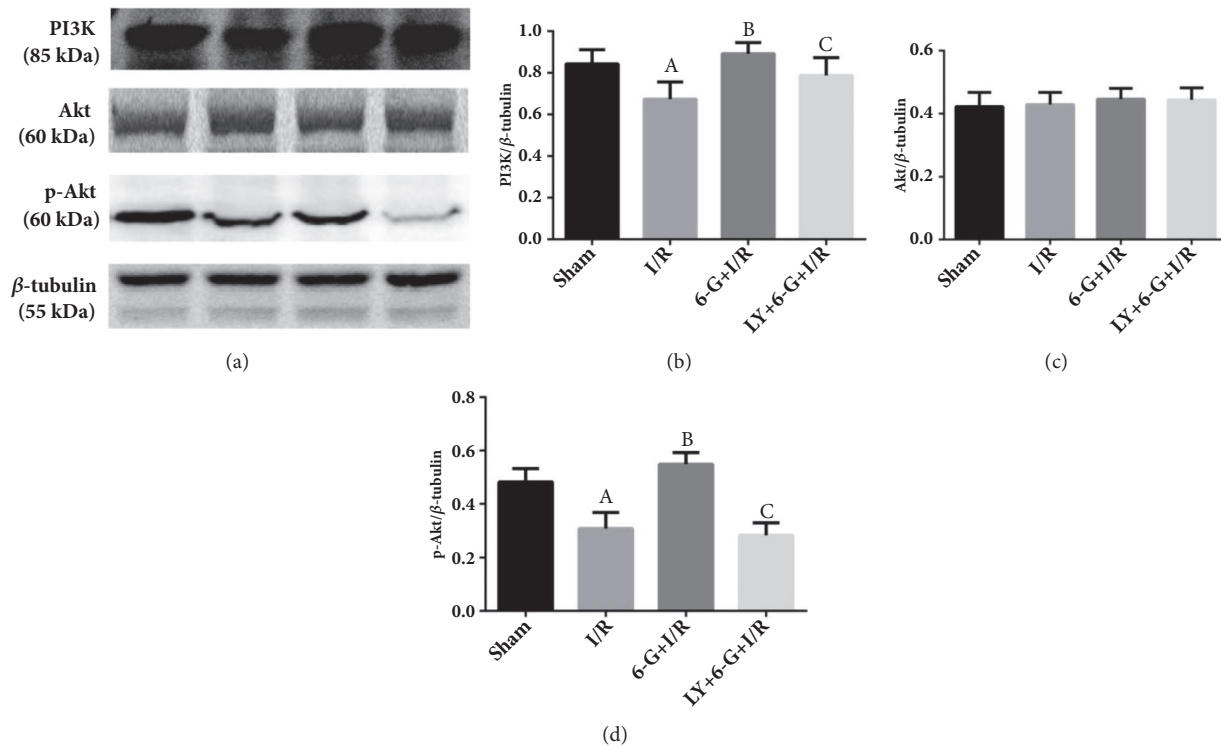 PI3K
(85 kDa)
Akt
(60 kDa)
p-Akt
(60 kDa)
β-tubulin
(55 kDa)
(a)
PI3K/β-tubulin
1.0
0.8
0.6
0.4
0.2
0.0
A
B
C
Sham
I/R
6-G+I/R
LY+6-G+I/R
(b)
Akt/β-tubulin
0.6
0.4
0.2
0.0
Sham
I/R
6-G+I/R
LY+6-G+I/R
(c)
p-Akt/β-tubulin
0.8
0.6
0.4
0.2
0.0
A
B
C
Sham
I/R
6-G+I/R
LY+6-G+I/R
(d)